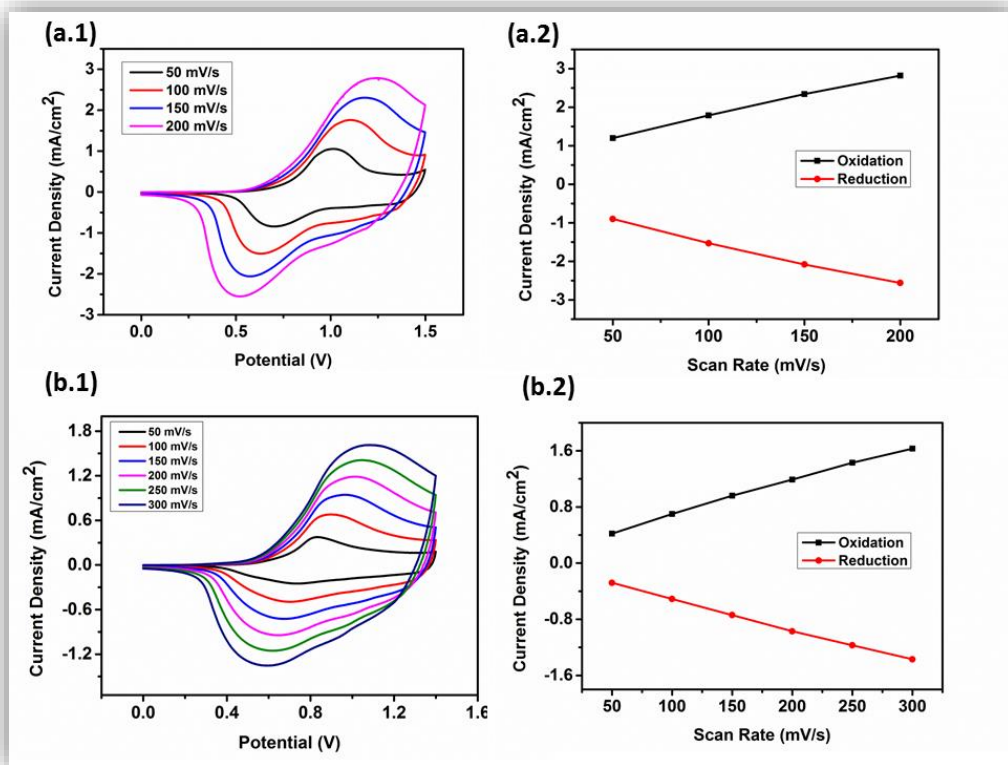 (a.1)
3
2
1
0
-1
-2
-3
Current Density (mA/cm²)
50 mV/s
100 mV/s
150 mV/s
200 mV/s
0.0 0.5 1.0 1.5
Potential (V)
(a.2)
3
2
1
0
-1
-2
-3
Current Density (mA/cm²)
Oxidation
Reduction
50 100 150 200
Scan Rate (mV/s)
(b.1)
1.8
1.2
0.6
0.0
-0.6
-1.2
Current Density (mA/cm²)
50 mV/s
100 mV/s
150 mV/s
200 mV/s
250 mV/s
300 mV/s
0.0 0.4 0.8 1.2 1.6
Potential (V)
(b.2)
1.6
0.8
0.0
-0.8
-1.6
Current Density (mA/cm²)
Oxidation
Reduction
50 100 150 200 250 300
Scan Rate (mV/s)